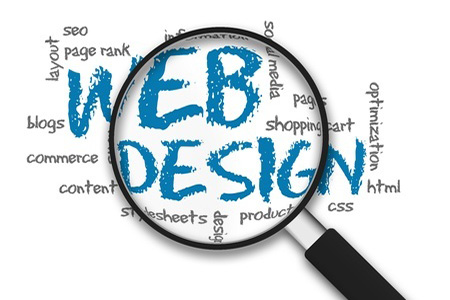 seo
page rank
layout
information
social media
WEB
page
blogs
shopping cart
optimization
commerce
DESIGN
content
html
stylesheets
design
products
css